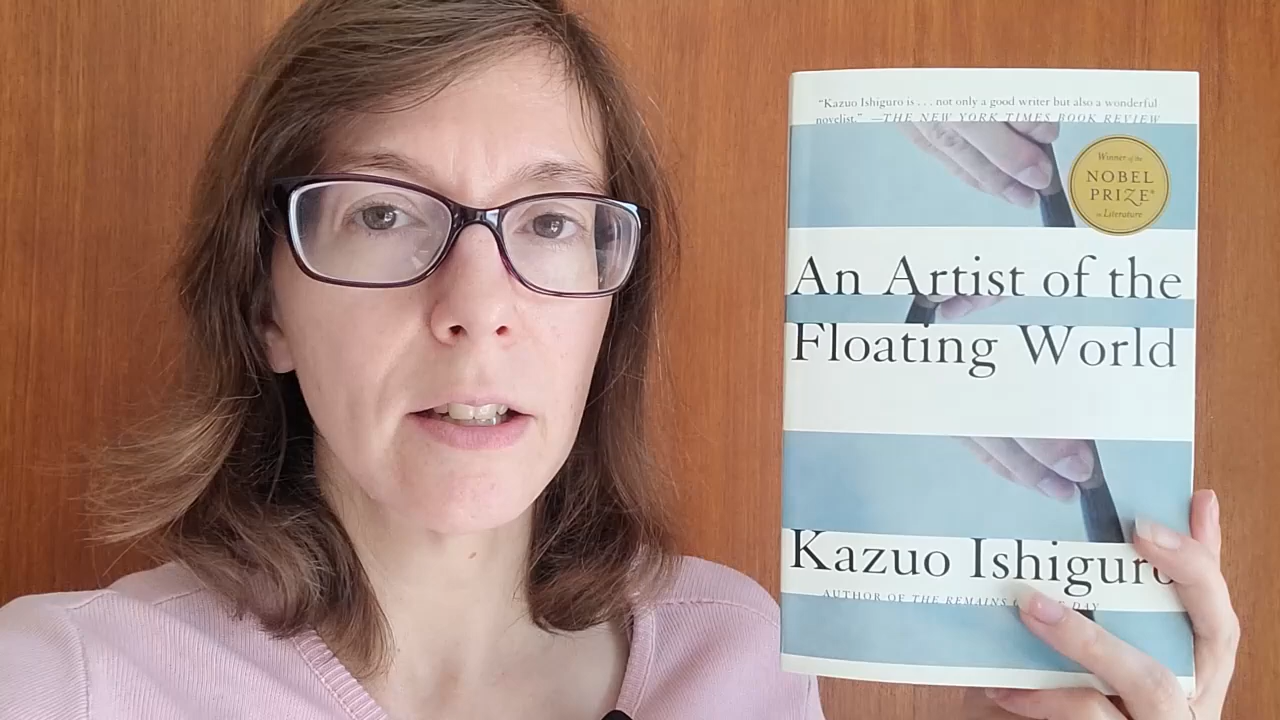 “Kazuo Ishiguro is . . . not only a good writer but also a wonderful
novelist.” —THE NEW YORK TIMES BOOK REVIEW
Winner of the
NOBEL
PRIZE®
in Literature
An Artist of the
Floating World
Kazuo Ishiguro
AUTHOR OF THE REMAINS DAY